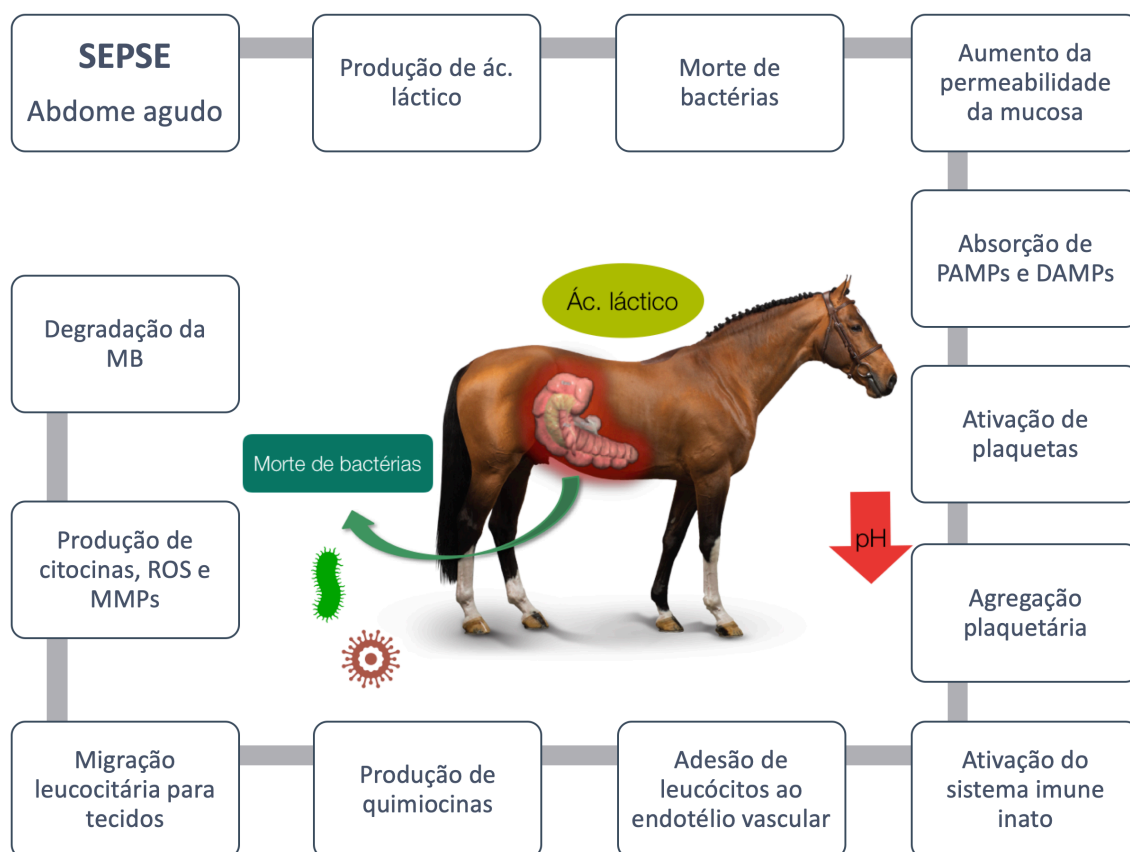 SEPSE
Abdome agudo
Produção de ác.
láctico
Morte de
bactérias
Aumento da
permeabilidade
da mucosa
Absorção de
PAMPs e DAMPs
Ativação de
plaquetas
Agregação
plaquetária
Ativação do
sistema imune
inato
Adesão de
leucócitos ao
endotélio vascular
Produção de
quimiocinas
Migração
leucocitária para
tecidos
Produção de
citocinas, ROS e
MMPs
Degradação da
MB
Ác. láctico
Morte de bactérias
pH